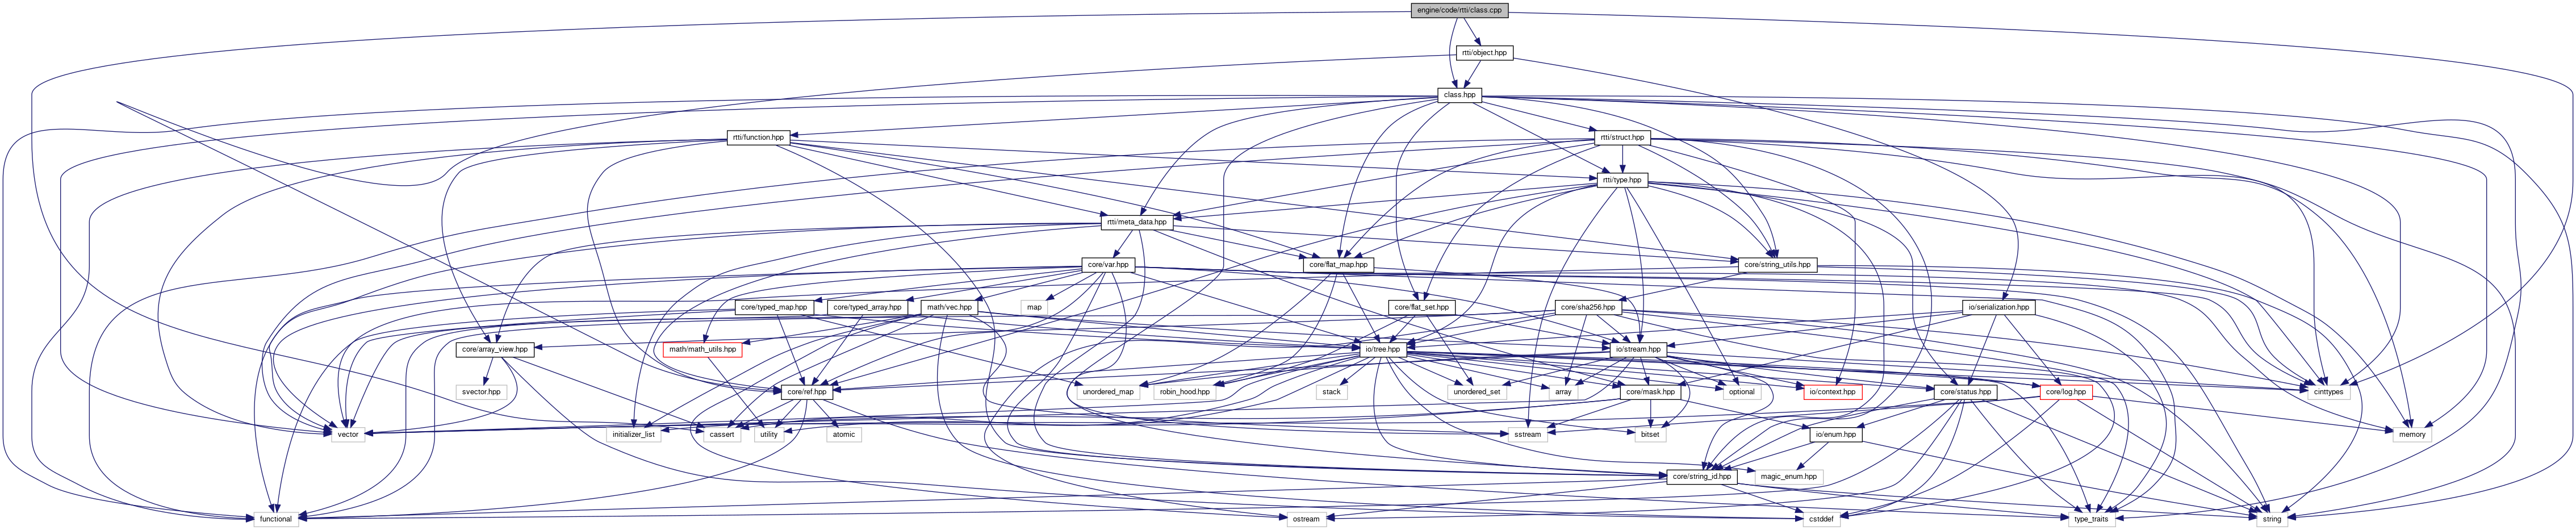 engine/code/rtti/class.cpp
rtti/object.hpp
class.hpp
rtti/function.hpp
rtti/struct.hpp
rtti/type.hpp
rtti/meta_data.hpp
core/var.hpp
core/flat_map.hpp
core/string_utils.hpp
core/typed_map.hpp
core/typed_array.hpp
math/vec.hpp
map
core/flat_set.hpp
core/sha256.hpp
io/serialization.hpp
core/array_view.hpp
math/math_utils.hpp
io/tree.hpp
io/stream.hpp
svector.hpp
core/ref.hpp
unordered_map
robin_hood.hpp
stack
unordered_set
array
core/mask.hpp
optional
io/context.hpp
core/status.hpp
core/log.hpp
cinttypes
vector
initializer_list
cassert
utility
atomic
sstream
bitset
io/enum.hpp
memory
core/string_id.hpp
magic_enum.hpp
functional
ostream
cstddef
type_traits
string